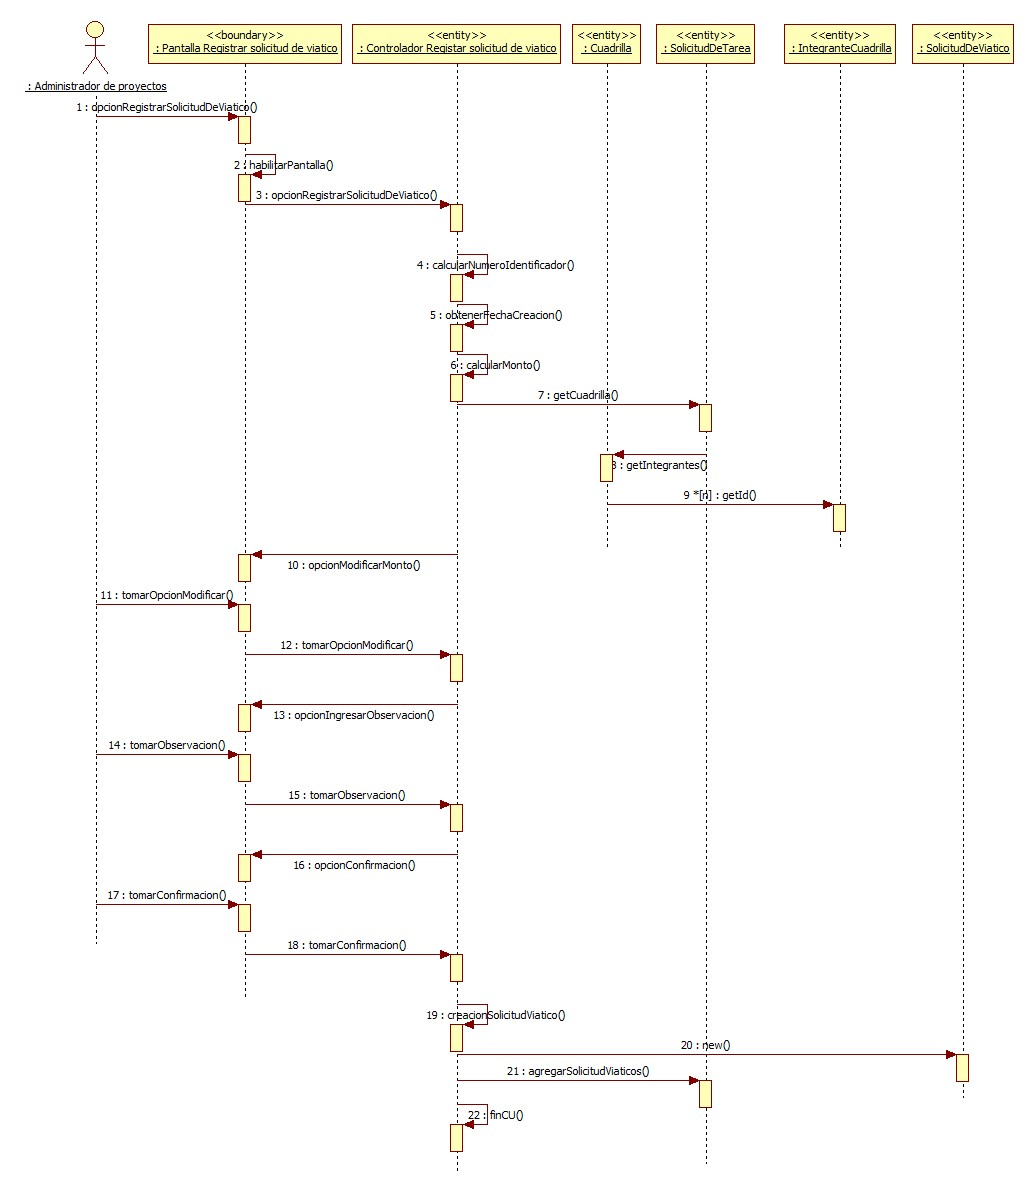 <<boundary>>
: Pantalla Registrar solicitud de viatico
<<entity>>
: Controlador Registar solicitud de viatico
<<entity>>
: Cuadrilla
<<entity>>
: SolicitudDeTarea
<<entity>>
: IntegranteCuadrilla
<<entity>>
: SolicitudDeViatico
: Administrador de proyectos
1 : opcionRegistrarSolicitudDeViatico()
2 : habilitarPantalla()
3 : opcionRegistrarSolicitudDeViatico()
4 : calcularNumeroIdentificador()
5 : obtenerFechaCreacion()
6 : calcularMonto()
7 : getCuadrilla()
8 : getIntegrantes()
9 *[n] : getId()
10 : opcionModificarMonto()
11 : tomarOpcionModificar()
12 : tomarOpcionModificar()
13 : opcionIngresarObservacion()
14 : tomarObservacion()
15 : tomarObservacion()
16 : opcionConfirmacion()
17 : tomarConfirmacion()
18 : tomarConfirmacion()
19 : creacionSolicitudViatico()
20 : new()
21 : agregarSolicitudViaticos()
22 : finCU()